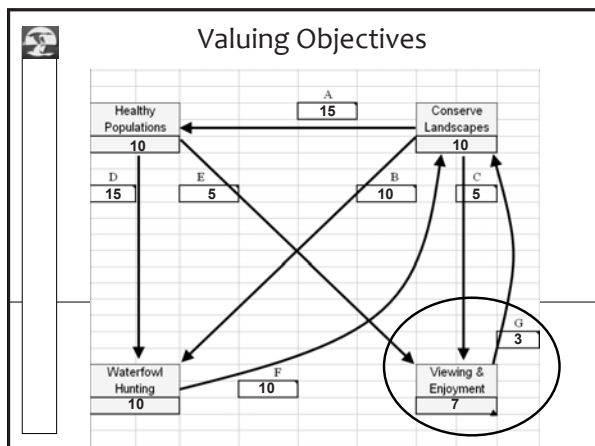 Valuing Objectives
A
15
Healthy
Populations
10
Conserve
Landscapes
10
D
15
E
5
B
10
C
5
G
3
Waterfowl
Hunting
10
F
10
Viewing &
Enjoyment
7